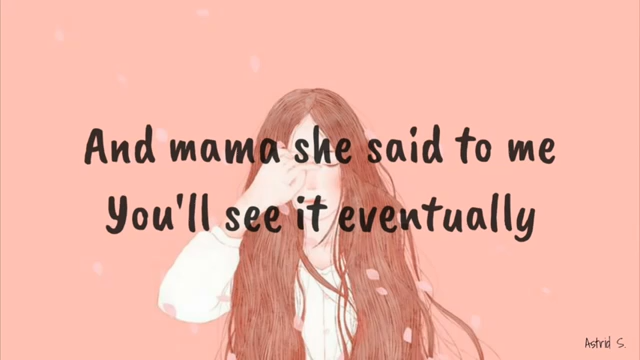 And mama she said to me
You'll see it eventually
Astrid S.